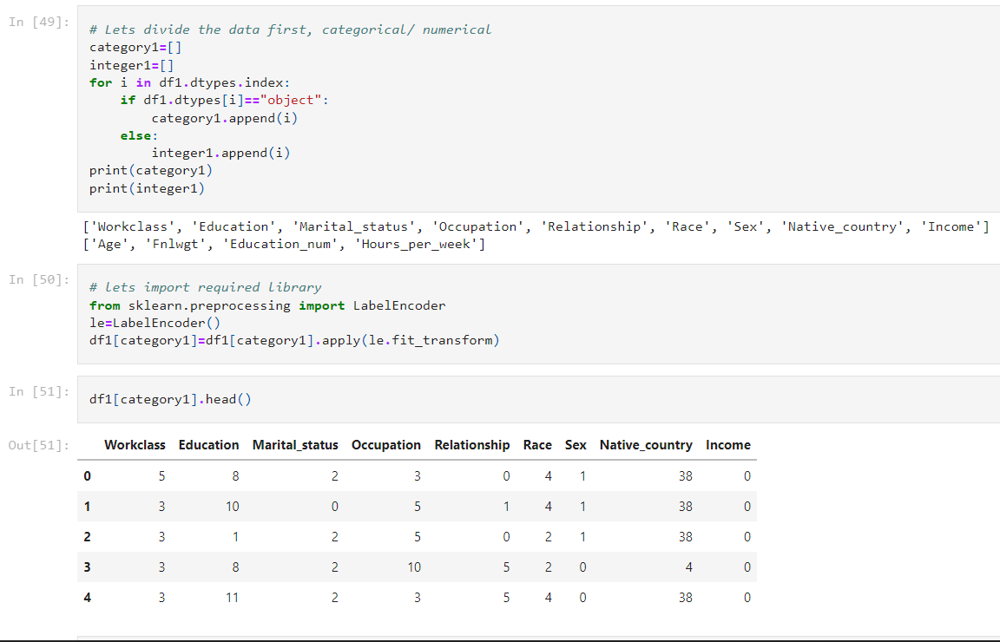 In [49]:
# Lets divide the data first, categorical/ numerical
category1=[]
integer1=[]
for i in df1.dtypes.index:
    if df1.dtypes[i]=="object":
        category1.append(i)
    else:
        integer1.append(i)
print(category1)
print(integer1)
['Workclass', 'Education', 'Marital_status', 'Occupation', 'Relationship', 'Race', 'Sex', 'Native_country', 'Income']
['Age', 'Fnlwgt', 'Education_num', 'Hours_per_week']
In [50]:
# lets import required library
from sklearn.preprocessing import LabelEncoder
le=LabelEncoder()
df1[category1]=df1[category1].apply(le.fit_transform)
In [51]:
df1[category1].head()
Out[51]:
Workclass Education Marital_status Occupation Relationship Race Sex Native_country Income
0 5 8 2 3 0 4 1 38 0
1 3 10 0 5 1 4 1 38 0
2 3 1 2 5 0 2 1 38 0
3 3 8 2 10 5 2 0 4 0
4 3 11 2 3 5 4 0 38 0